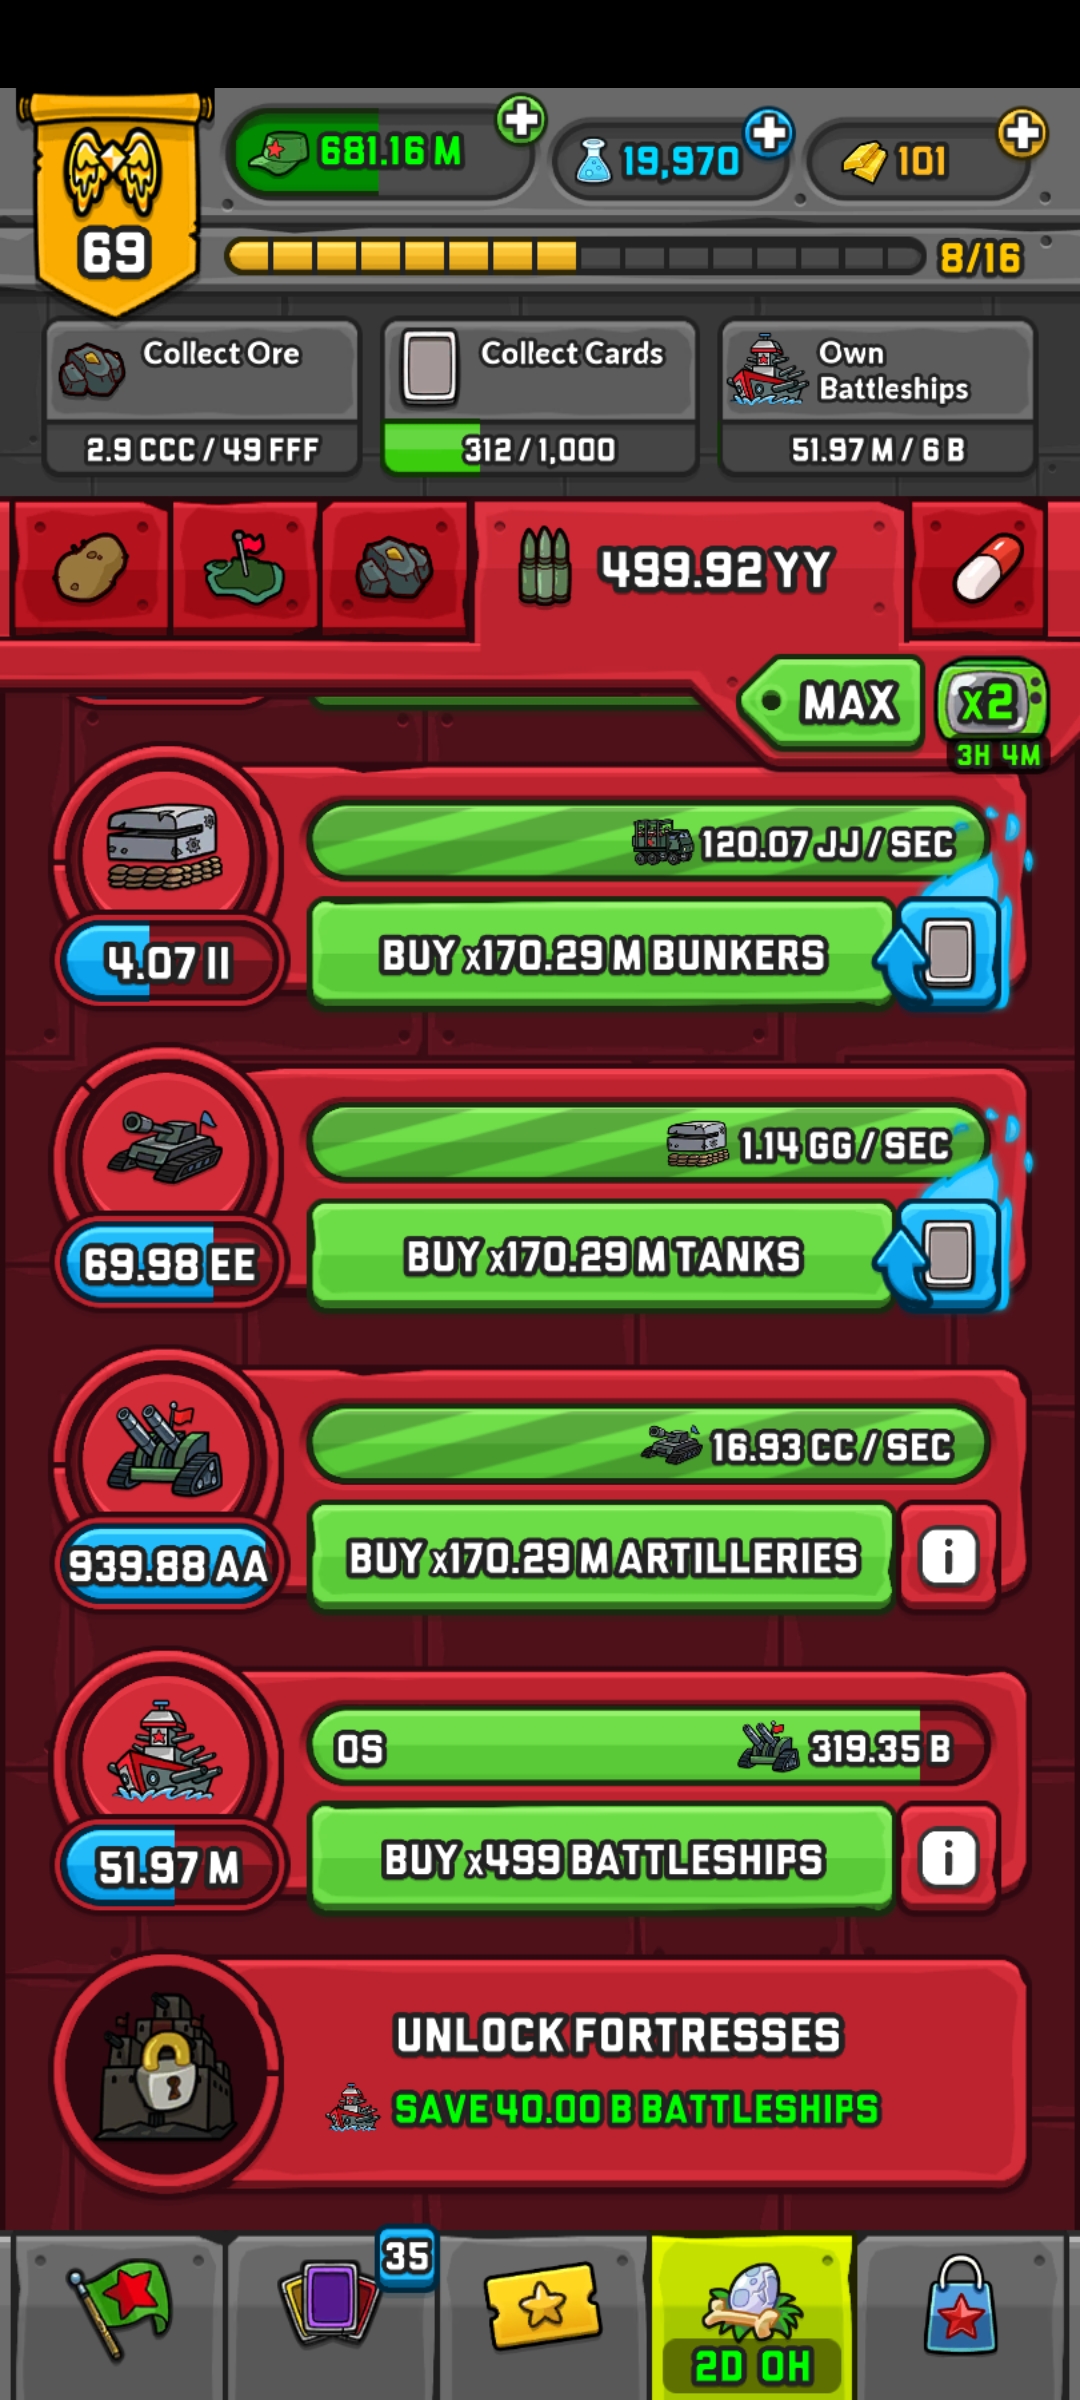 69
681.16 M
19,970
101
8/16
Collect Ore
2.9 CCC / 49 FFF
Collect Cards
312 / 1,000
Own
Battleships
51.97 M / 6 B
499.92 YY
MAX
x2
3H 4M
120.07 JJ / SEC
4.07 II
BUY x170.29 M BUNKERS
1.14 GG / SEC
69.98 EE
BUY x170.29 M TANKS
16.93 CC / SEC
939.88 AA
BUY x170.29 M ARTILLERIES
i
0S
319.35 B
51.97 M
BUY x499 BATTLESHIPS
i
UNLOCK FORTRESSES
SAVE 40.00 B BATTLESHIPS
35
2D 0H